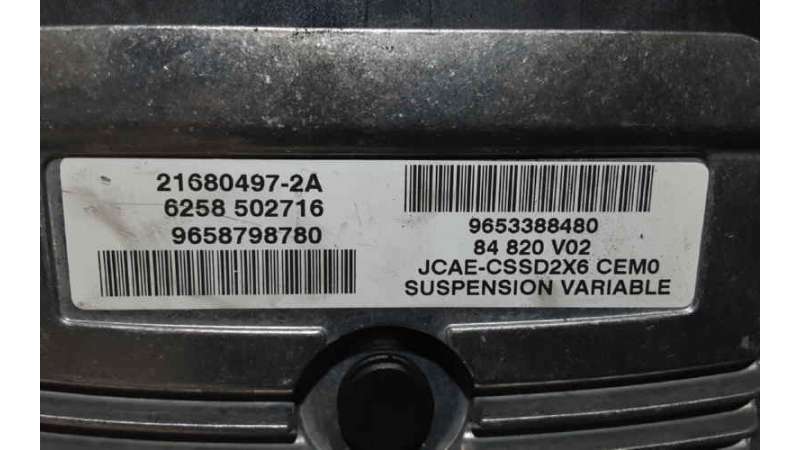 21680497-2A
6258 502716
9658798780
9653388480
84 820 V02
JCAE-CSSD2X6 CEM0
SUSPENSION VARIABLE